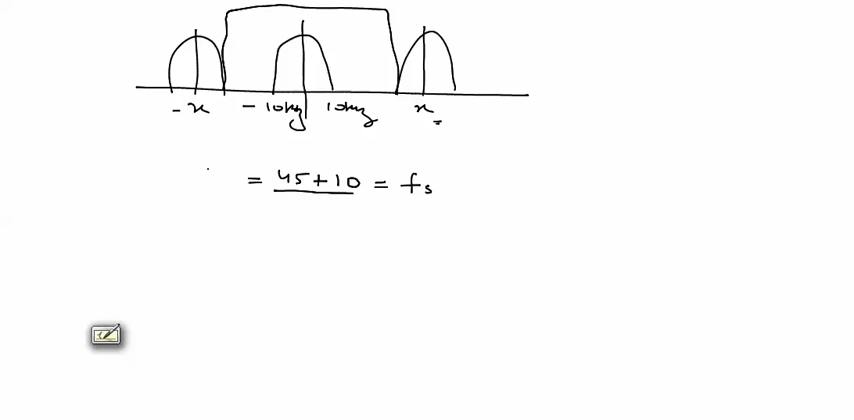 -x -10kHz 10kHz x
= 45+10 = fs